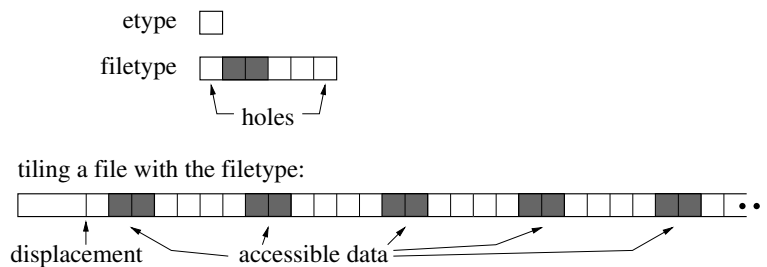 etype
filetype
holes
tiling a file with the filetype:
displacement
accessible data